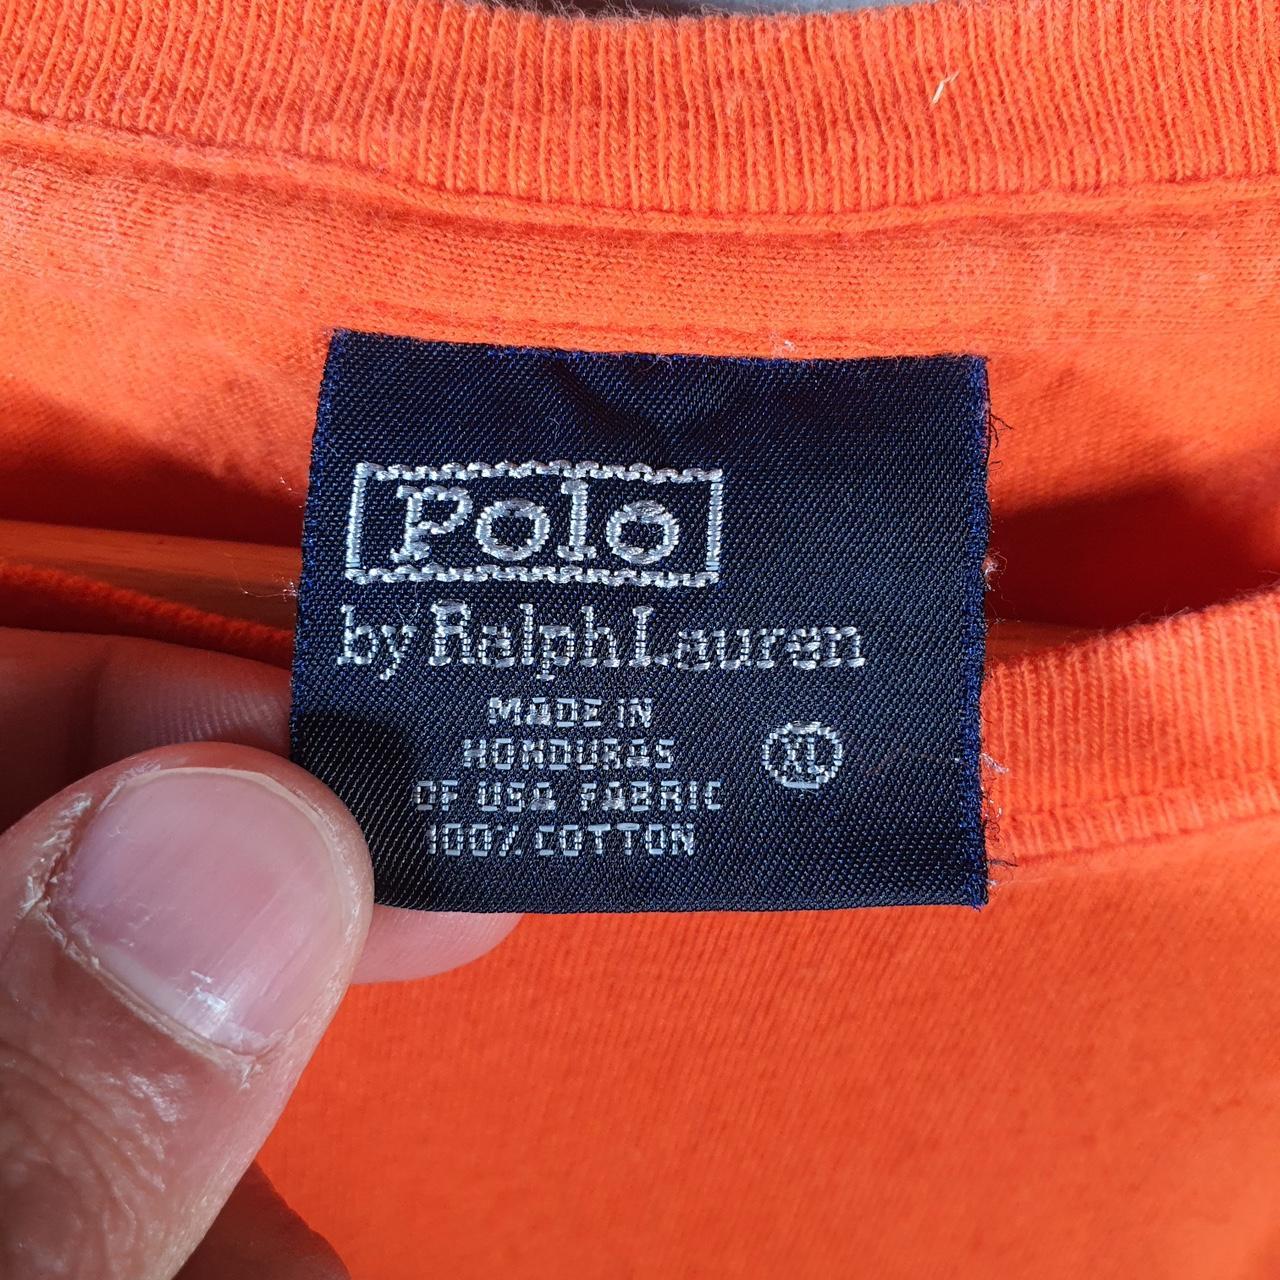 Polo
by Ralph Lauren
MADE IN
HONDURAS
OF USA FABRIC
100% COTTON
XL